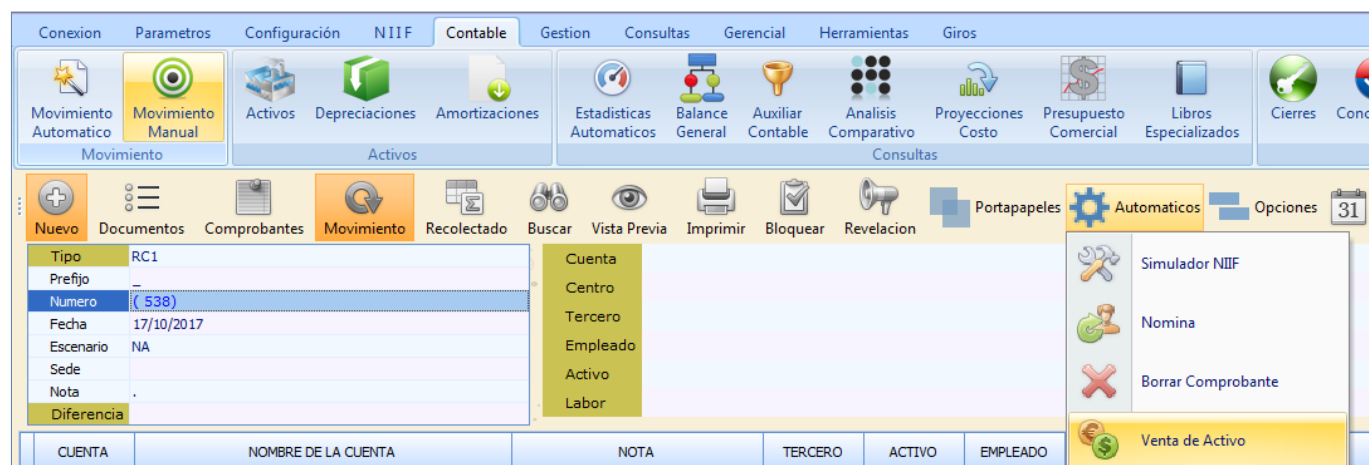 Conexion Parametros Configuración NIIF Contable Gestion Consultas Gerencial Herramientas Giros
Movimiento Automatico
Movimiento Manual
Activos
Depreciaciones
Amortizaciones
Estadisticas Automaticos
Balance General
Auxiliar Contable
Analisis Comparativo
Proyecciones Costo
Presupuesto Comercial
Libros Especializados
Cierres
Movimiento Activos Consultas
Nuevo Documentos Comprobantes Movimiento Recolectado Buscar Vista Previa Imprimir Bloquear Revelacion Portapapeles Automaticos Opciones 31
Tipo RC1
Prefijo _
Numero ( 538)
Fecha 17/10/2017
Escenario NA
Sede
Nota .
Diferencia
Cuenta
Centro
Tercero
Empleado
Activo
Labor
Simulador NIIF
Nomina
Borrar Comprobante
Venta de Activo
CUENTA NOMBRE DE LA CUENTA NOTA TERCERO ACTIVO EMPLEADO